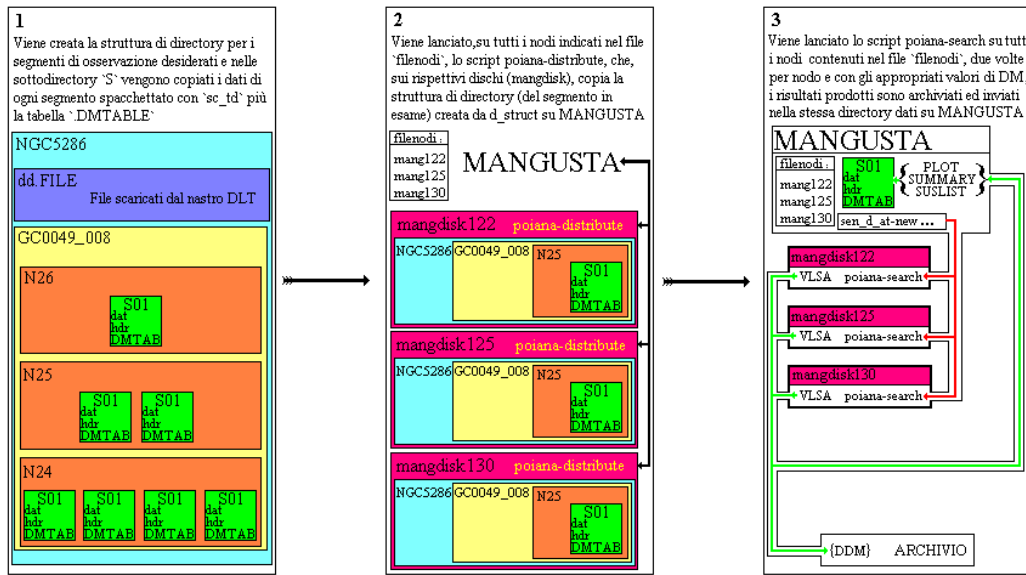 1
Viene creata la struttura di directory per i
segmenti di osservazione desiderati e nelle
sottodirectory `S` vengono copiati i dati di
ogni segmento spacchettato con `sc_td` più
la tabella `.DMTABLE`
NGC5286
dd.FILE
File scaricati dal nastro DLT
GC0049_008
N26
S01
dat
hdr
DMTAB
N25
S01
dat
hdr
DMTAB
S01
dat
hdr
DMTAB
N24
S01
dat
hdr
DMTAB
S01
dat
hdr
DMTAB
S01
dat
hdr
DMTAB
S01
dat
hdr
DMTAB
2
Viene lanciato,su tutti i nodi indicati nel file
`filenodi`, lo script poiana-distribute, che,
sui rispettivi dischi (mangdisk), copia la
struttura di directory (del segmento in
esame) creata da d_struct su MANGUSTA
filenodi :
mang122
mang125
mang130
MANGUSTA
mangdisk122 poiana-distribute
NGC5286 GC0049_008 N25
S01
dat
hdr
DMTAB
mangdisk125 poiana-distribute
NGC5286 GC0049_008 N25
S01
dat
hdr
DMTAB
mangdisk130 poiana-distribute
NGC5286 GC0049_008 N25
S01
dat
hdr
DMTAB
3
Viene lanciato lo script poiana-search su tutt
i nodi contenuti nel file `filenodi`, due volte
per nodo e con gli appropriati valori di DM,
i risultati prodotti sono archiviati ed inviati
nella stessa directory dati su MANGUSTA
MANGUSTA
filenodi :
mang122
mang125
mang130
S01
dat
hdr
DMTAB
{ PLOT
SUMMARY
SUSLIST }
sen_d_at-new ...
mangdisk122
VLSA poiana-search
mangdisk125
VLSA poiana-search
mangdisk130
VLSA poiana-search
{DDM} ARCHIVIO